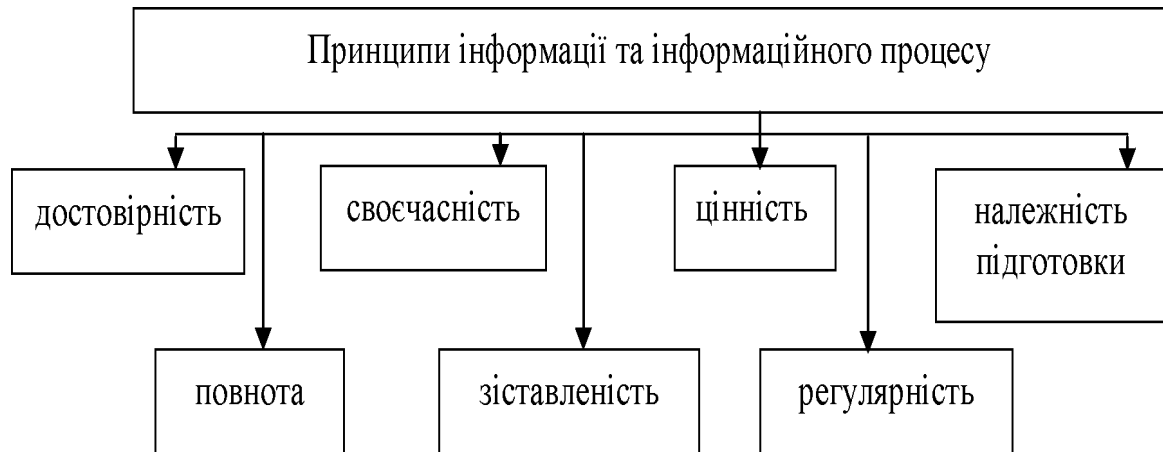 Принципи інформації та інформаційного процесу
достовірність
своєчасність
цінність
належність
підготовки
повнота
зіставленість
регулярність